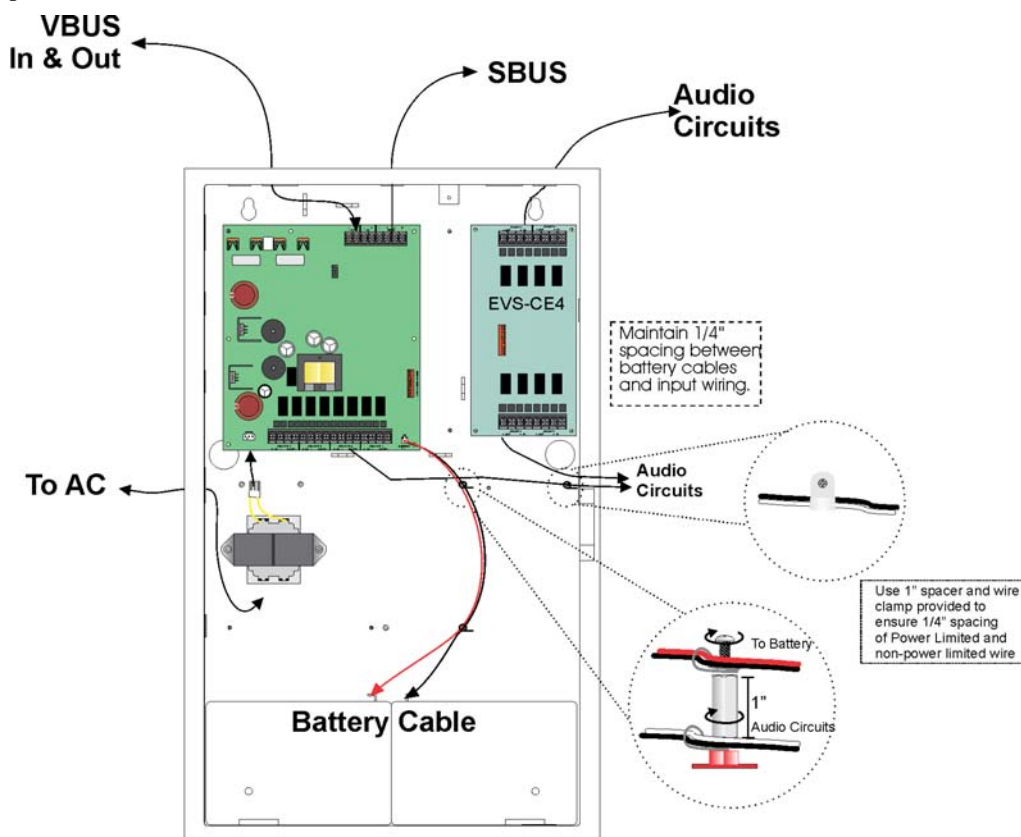 VBUS
In & Out
SBUS
Audio
Circuits
EVS-CE4
Maintain 1/4"
spacing between
battery cables
and input wiring.
To AC
Audio
Circuits
Use 1" spacer and wire
clamp provided to
ensure 1/4" spacing
of Power Limited and
non-power limited wire
To Battery
1"
Audio Circuits
Battery Cable